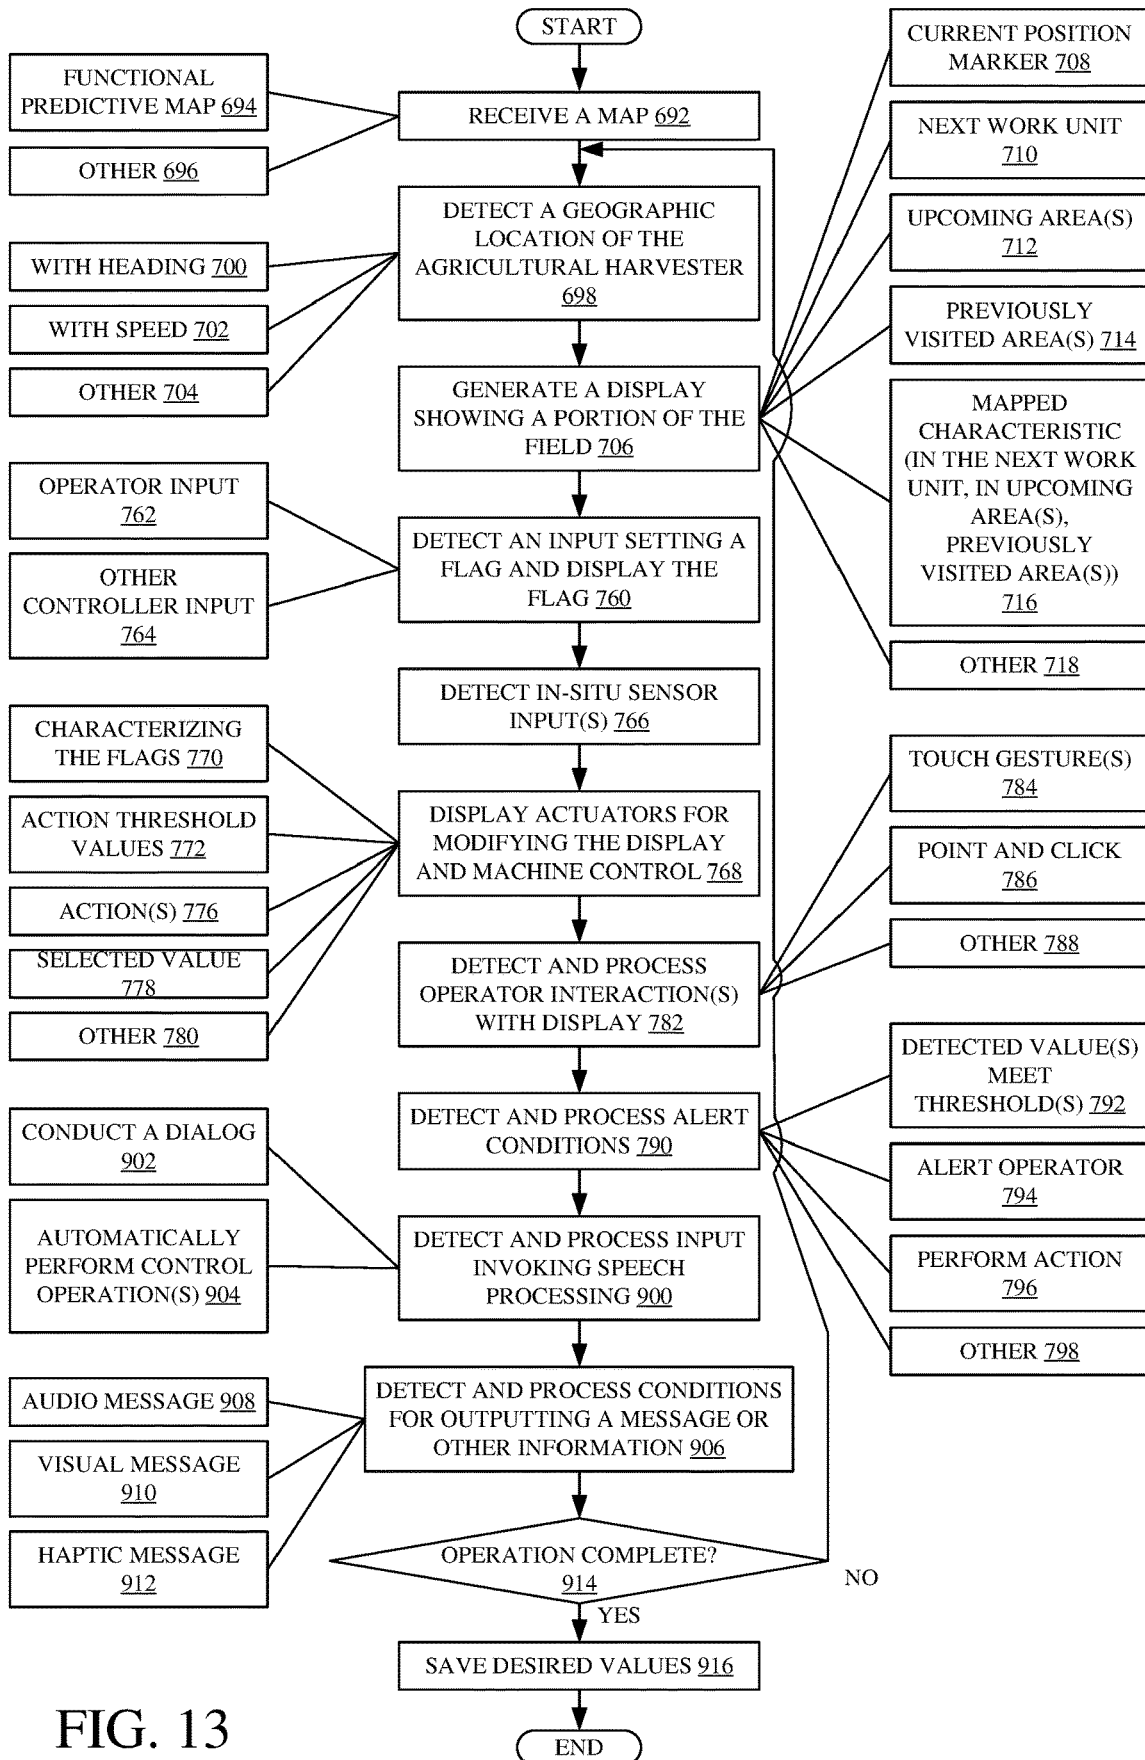 START
FUNCTIONAL
PREDICTIVE MAP 694
OTHER 696
RECEIVE A MAP 692
WITH HEADING 700
WITH SPEED 702
OTHER 704
DETECT A GEOGRAPHIC
LOCATION OF THE
AGRICULTURAL HARVESTER
698
GENERATE A DISPLAY
SHOWING A PORTION OF THE
FIELD 706
CURRENT POSITION
MARKER 708
NEXT WORK UNIT
710
UPCOMING AREA(S)
712
PREVIOUSLY
VISITED AREA(S) 714
MAPPED
CHARACTERISTIC
(IN THE NEXT WORK
UNIT, IN UPCOMING
AREA(S),
PREVIOUSLY
VISITED AREA(S))
716
OTHER 718
OPERATOR INPUT
762
OTHER
CONTROLLER INPUT
764
DETECT AN INPUT SETTING A
FLAG AND DISPLAY THE
FLAG 760
DETECT IN-SITU SENSOR
INPUT(S) 766
CHARACTERIZING
THE FLAGS 770
ACTION THRESHOLD
VALUES 772
ACTION(S) 776
SELECTED VALUE
778
OTHER 780
DISPLAY ACTUATORS FOR
MODIFYING THE DISPLAY
AND MACHINE CONTROL 768
DETECT AND PROCESS
OPERATOR INTERACTION(S)
WITH DISPLAY 782
TOUCH GESTURE(S)
784
POINT AND CLICK
786
OTHER 788
DETECT AND PROCESS ALERT
CONDITIONS 790
DETECTED VALUE(S)
MEET
THRESHOLD(S) 792
ALERT OPERATOR
794
PERFORM ACTION
796
OTHER 798
CONDUCT A DIALOG
902
AUTOMATICALLY
PERFORM CONTROL
OPERATION(S) 904
DETECT AND PROCESS INPUT
INVOKING SPEECH
PROCESSING 900
AUDIO MESSAGE 908
VISUAL MESSAGE
910
HAPTIC MESSAGE
912
DETECT AND PROCESS CONDITIONS
FOR OUTPUTTING A MESSAGE OR
OTHER INFORMATION 906
OPERATION COMPLETE?
914
NO
YES
SAVE DESIRED VALUES 916
FIG. 13
END